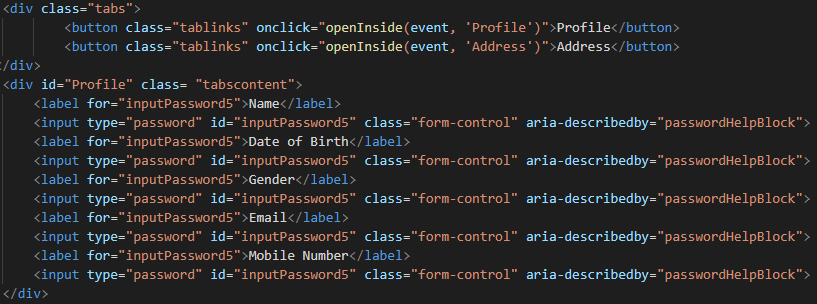 <div class="tabs">
<button class="tablinks" onclick="openInside(event, 'Profile')">Profile</button>
<button class="tablinks" onclick="openInside(event, 'Address')">Address</button>
</div>
<div id="Profile" class= "tabscontent">
<label for="inputPassword5">Name</label>
<input type="password" id="inputPassword5" class="form-control" aria-describedby="passwordHelpBlock">
<label for="inputPassword5">Date of Birth</label>
<input type="password" id="inputPassword5" class="form-control" aria-describedby="passwordHelpBlock">
<label for="inputPassword5">Gender</label>
<input type="password" id="inputPassword5" class="form-control" aria-describedby="passwordHelpBlock">
<label for="inputPassword5">Email</label>
<input type="password" id="inputPassword5" class="form-control" aria-describedby="passwordHelpBlock">
<label for="inputPassword5">Mobile Number</label>
<input type="password" id="inputPassword5" class="form-control" aria-describedby="passwordHelpBlock">
</div>